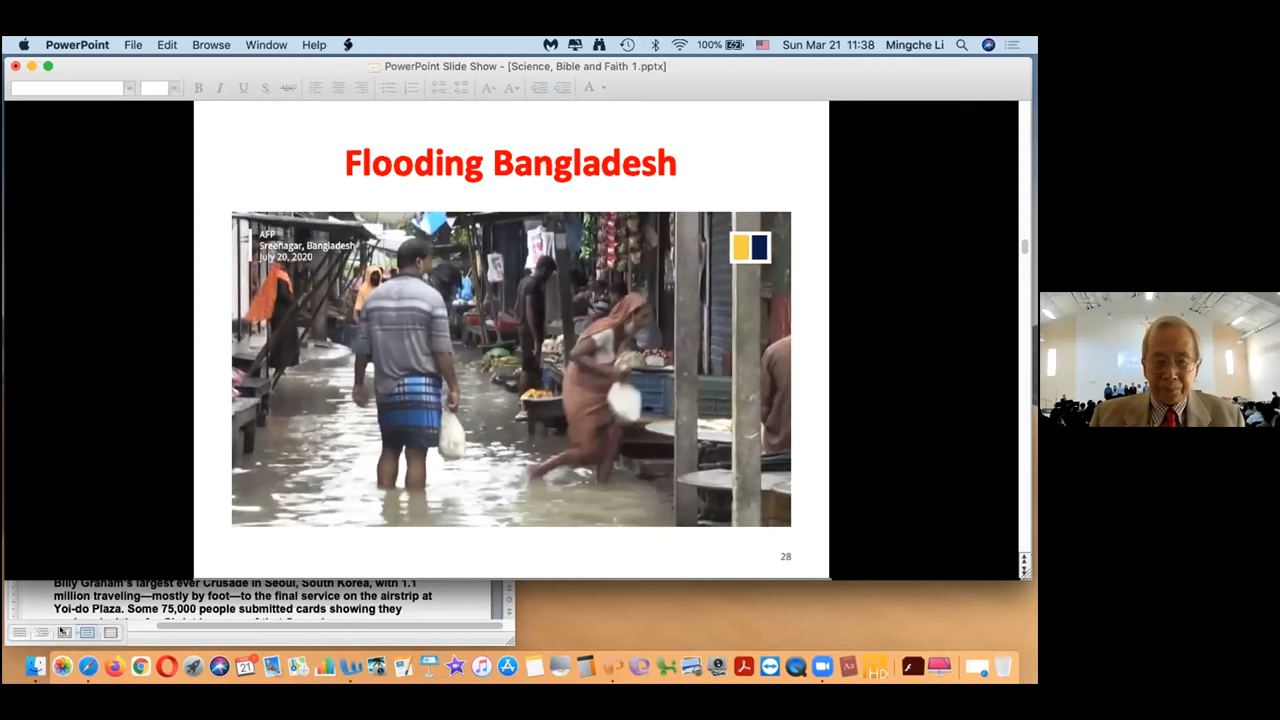 PowerPoint File Edit Browse Window Help 100% Sun Mar 21 11:38 Mingche Li
PowerPoint Slide Show - [Science, Bible and Faith 1.pptx]
B I U S ABC A A A
Flooding Bangladesh
AFP
Sreenagar, Bangladesh
July 20, 2020
28
Billy Graham's largest ever Crusade in Seoul, South Korea, with 1.1
million traveling—mostly by foot—to the final service on the airstrip at
Yoi-do Plaza. Some 75,000 people submitted cards showing they
21 Aa HD